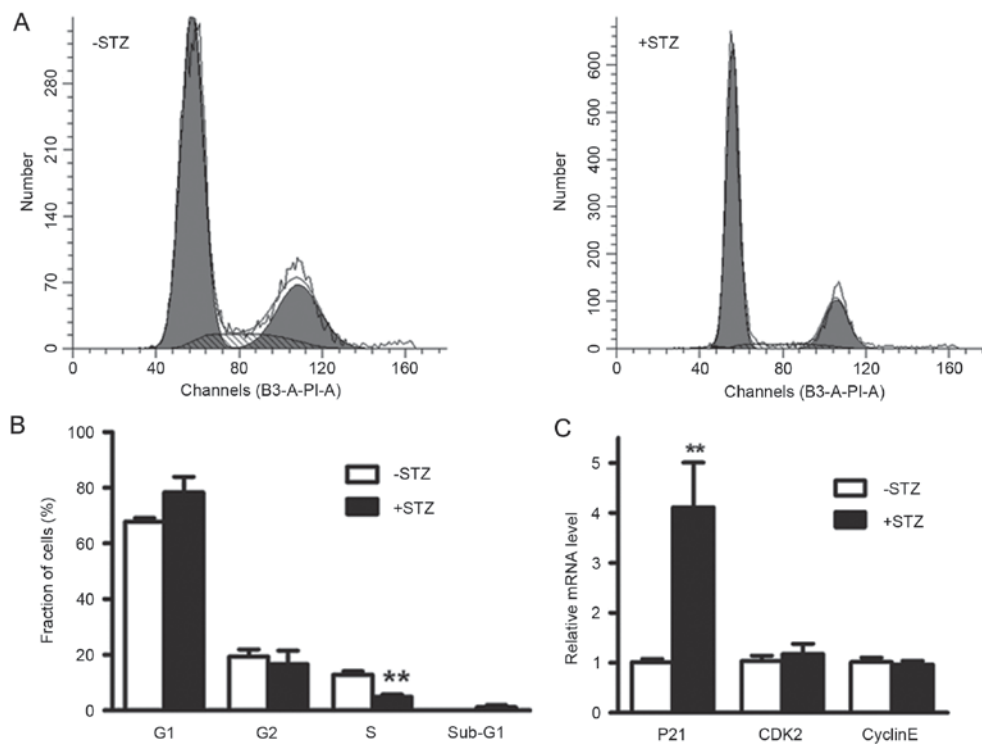 A
-STZ
+STZ
Number
280
210
140
70
0
0
40
80
120
160
Channels (B3-A-PI-A)
Number
600
500
400
300
200
100
0
0
40
80
120
160
Channels (B3-A-PI-A)
B
Fraction of cells (%)
100
80
60
40
20
0
-STZ
+STZ
**
G1
G2
S
Sub-G1
C
Relative mRNA level
5
4
3
2
1
0
**
-STZ
+STZ
P21
CDK2
CyclinE